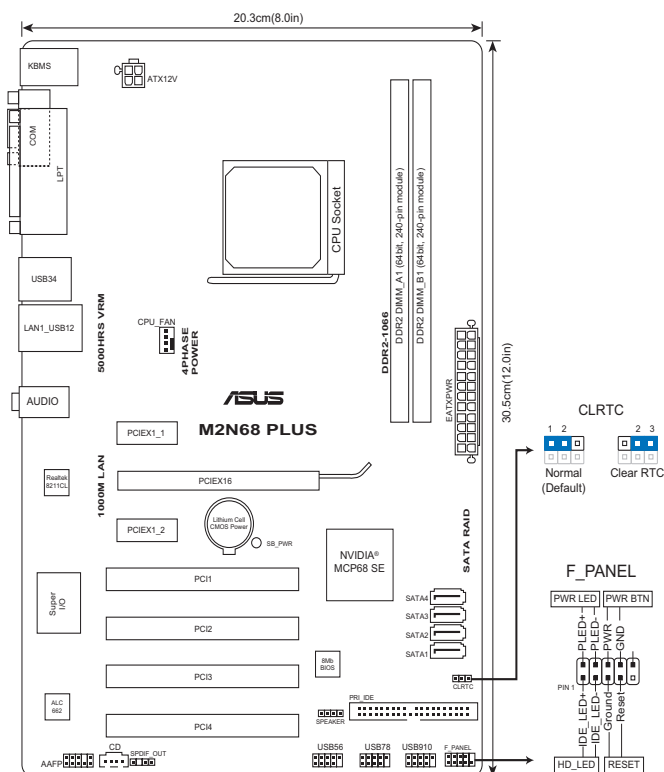 20.3cm(8.0in)
KBMS
ATX12V
COM
LPT
CPU Socket
DDR2 DIMM_A1 (64bit, 240-pin module)
DDR2 DIMM_B1 (64bit, 240-pin module)
DDR2-1066
USB34
LAN1_USB12
5000HRS VRM
CPU_FAN
4PHASE
POWER
EATXPWR
30.5cm(12.0in)
AUDIO
ASUS
M2N68 PLUS
PCIEX1_1
Realtek
8211CL
1000M LAN
PCIEX16
PCIEX1_2
Lithium Cell
CMOS Power
SB_PWR
NVIDIA®
MCP68 SE
SATA RAID
Super
I/O
PCI1
SATA4
SATA3
SATA2
SATA1
PCI2
8Mb
BIOS
PCI3
CLRTC
ALC
662
PRI_IDE
SPEAKER
PCI4
AAFP
CD
SPDIF_OUT
USB56
USB78
USB910
F_PANEL
CLRTC
1 2
2 3
Normal
(Default)
Clear RTC
F_PANEL
PWR LED
PWR BTN
PLED+
PLED-
PWR
GND
PIN 1
IDE_LED+
IDE_LED-
Ground
Reset
HD_LED
RESET